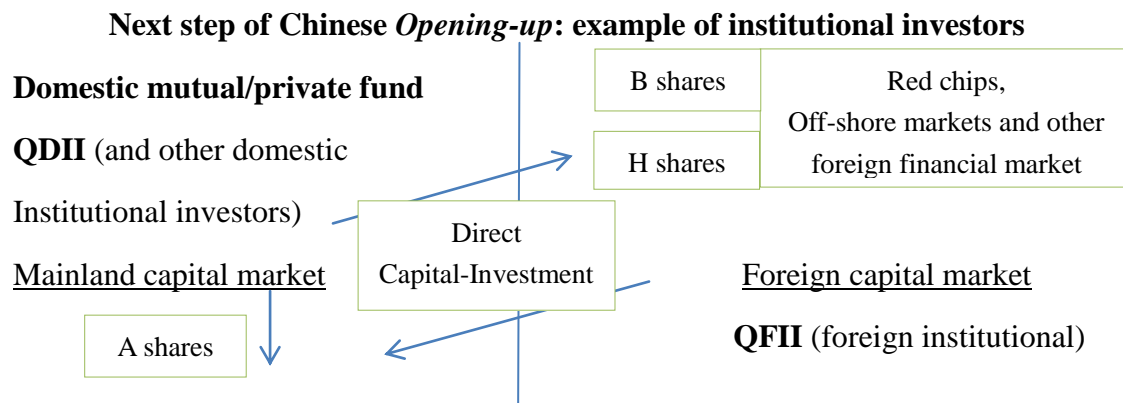 Next step of Chinese Opening-up: example of institutional investors
Domestic mutual/private fund
QDII (and other domestic
Institutional investors)
Mainland capital market
A shares
Direct
Capital-Investment
B shares
H shares
Red chips,
Off-shore markets and other
foreign financial market
Foreign capital market
QFII (foreign institutional)